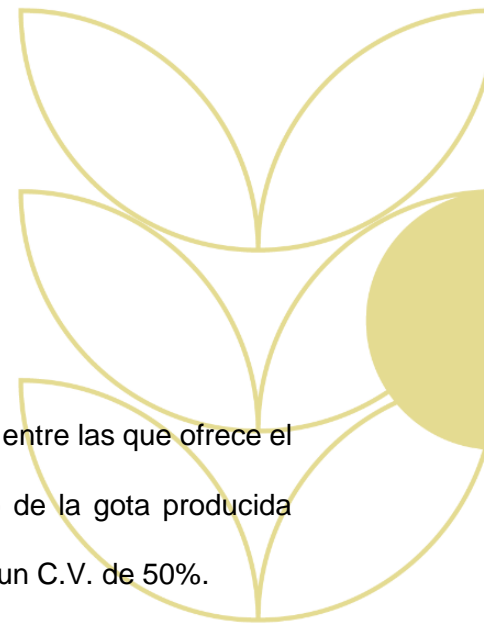 entre las que ofrece el
de la gota producida
un C.V. de 50%.